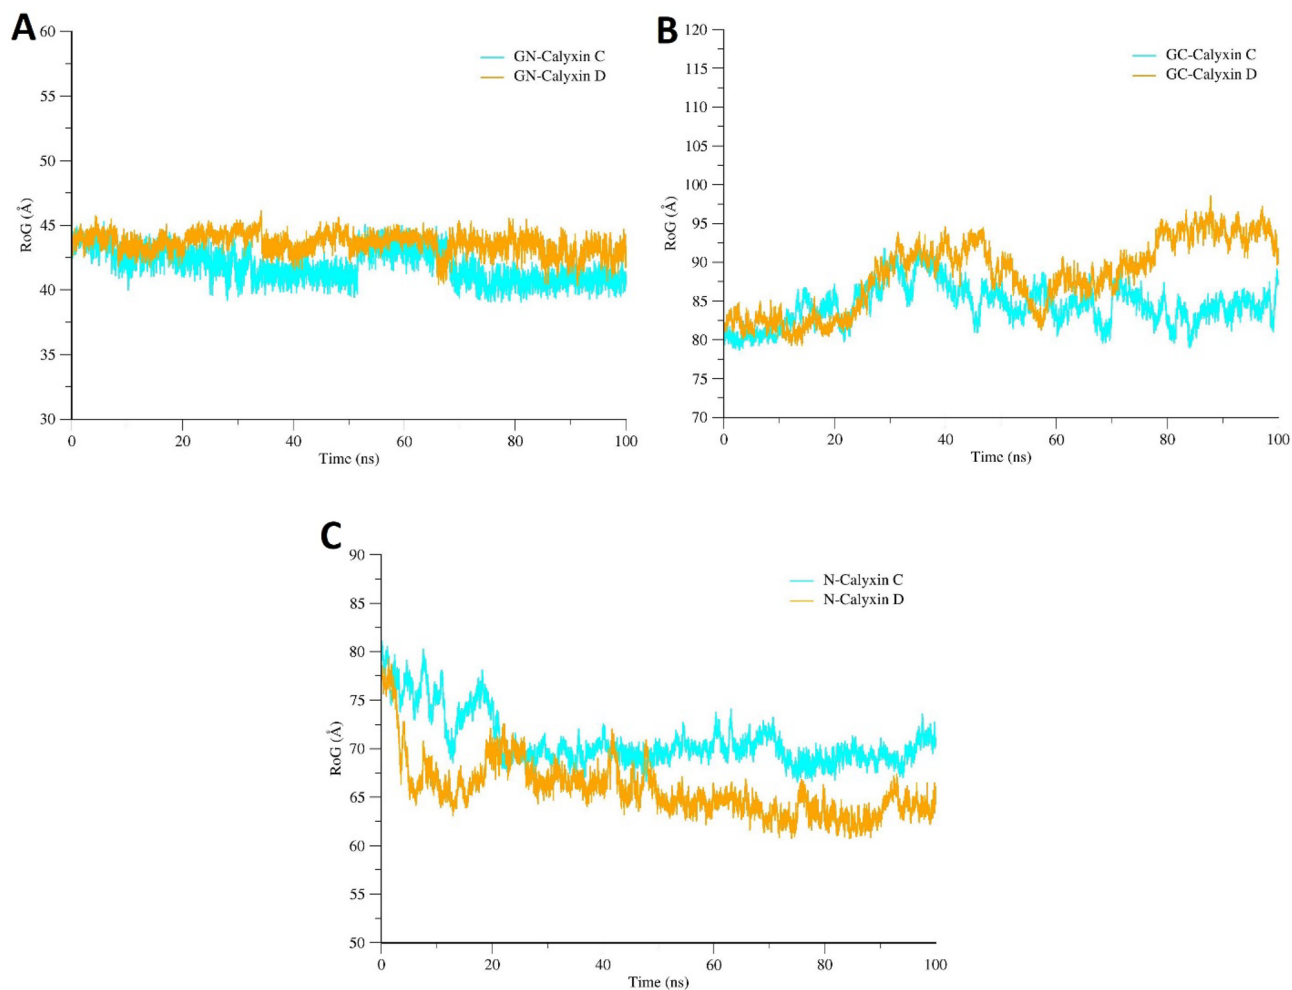 A
60
55
50
45
40
35
30
RoG (Å)
GN-Calyxin C
GN-Calyxin D
0 20 40 60 80 100
Time (ns)
B
120
115
110
105
100
95
90
85
80
75
70
RoG (Å)
GC-Calyxin C
GC-Calyxin D
0 20 40 60 80 100
Time (ns)
C
90
85
80
75
70
65
60
55
50
RoG (Å)
N-Calyxin C
N-Calyxin D
0 20 40 60 80 100
Time (ns)